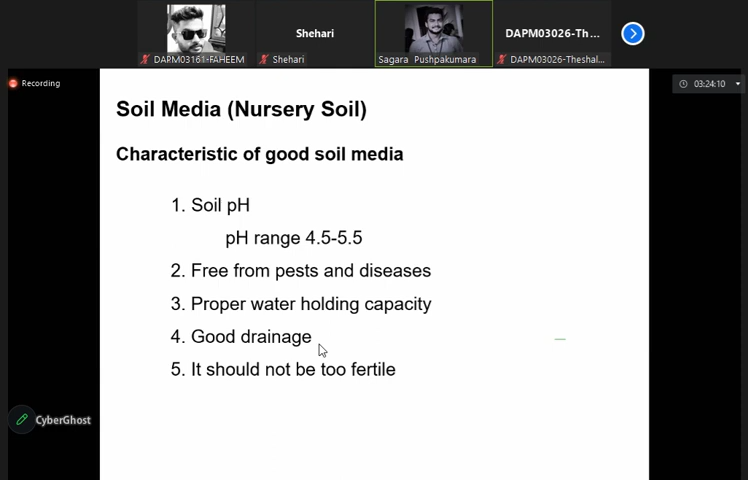 Shehari
DAPM03026-Th...
DAPM03161-FAHEEM
Shehari
Sagara Pushpakumara
DAPM03026-Theshal...
Recording
03:24:10
Soil Media (Nursery Soil)
Characteristic of good soil media
1. Soil pH
pH range 4.5-5.5
2. Free from pests and diseases
3. Proper water holding capacity
4. Good drainage
5. It should not be too fertile
CyberGhost